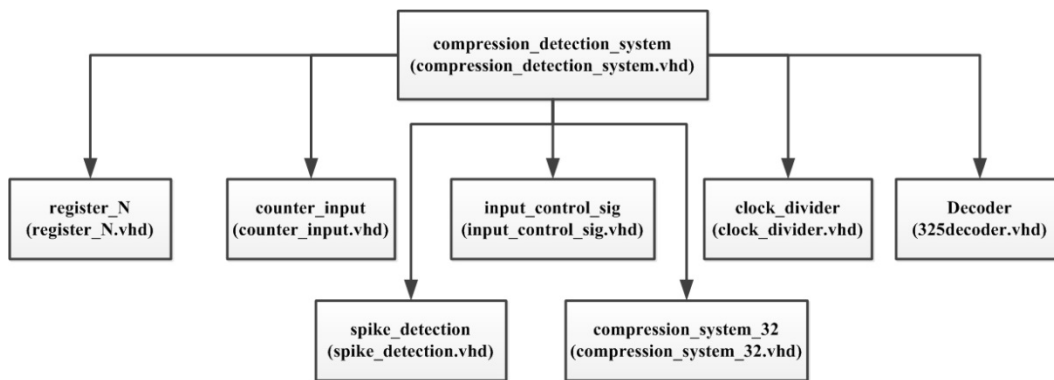 compression_detection_system
(compression_detection_system.vhd)
register_N
(register_N.vhd)
counter_input
(counter_input.vhd)
input_control_sig
(input_control_sig.vhd)
clock_divider
(clock_divider.vhd)
Decoder
(325decoder.vhd)
spike_detection
(spike_detection.vhd)
compression_system_32
(compression_system_32.vhd)